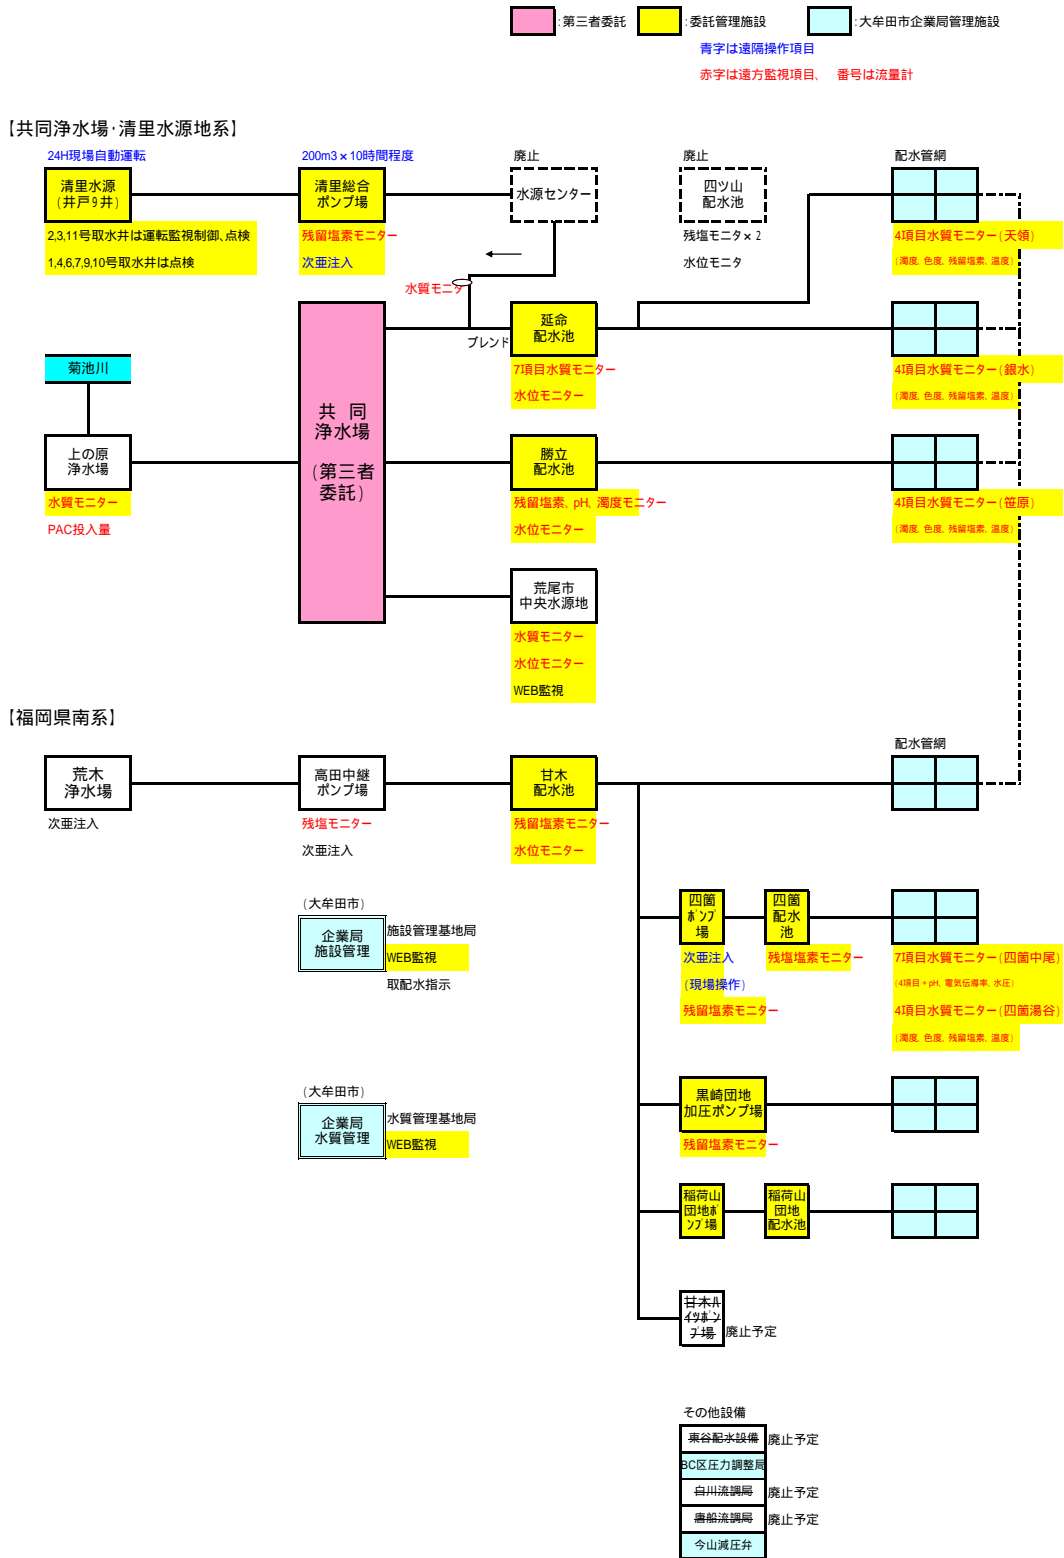 :第三者委託
:委託管理施設
:大牟田市企業局管理施設
青字は遠隔操作項目
赤字は遠方監視項目、 番号は流量計
【共同浄水場・清里水源地系】
24H現場自動運転
200m3×10時間程度
廃止
廃止
配水管網
清里水源
(井戸9井)
清里総合
ポンプ場
水源センター
四ツ山
配水池
2,3,11号取水井は運転監視制御、点検
1,4,6,7,9,10号取水井は点検
残留塩素モニター
次亜注入
残塩モニタ×2
水位モニタ
4項目水質モニター(天領)
(濁度、色度、残留塩素、温度)
水質モニタ
ブレンド
延命
配水池
7項目水質モニター
水位モニター
4項目水質モニター(銀水)
(濁度、色度、残留塩素、温度)
菊池川
共 同
浄水場
(第三者
委託)
上の原
浄水場
水質モニター
PAC投入量
勝立
配水池
残留塩素、pH、濁度モニター
水位モニター
4項目水質モニター(笹原)
(濁度、色度、残留塩素、温度)
荒尾市
中央水源地
水質モニター
水位モニター
WEB監視
【福岡県南系】
配水管網
荒木
浄水場
次亜注入
高田中継
ポンプ場
残塩モニター
次亜注入
甘木
配水池
残留塩素モニター
水位モニター
(大牟田市)
企業局
施設管理
施設管理基地局
WEB監視
取配水指示
四箇
ﾎﾟﾝﾌﾟ
場
四箇
配水
池
次亜注入
(現場操作)
残留塩素モニター
残塩塩素モニター
7項目水質モニター(四箇中尾)
(4項目+pH、電気伝導率、水圧)
4項目水質モニター(四箇湯谷)
(濁度、色度、残留塩素、温度)
(大牟田市)
企業局
水質管理
水質管理基地局
WEB監視
黒崎団地
加圧ポンプ場
残留塩素モニター
稲荷山
団地ﾎﾟ
ﾝﾌﾟ場
稲荷山
団地
配水池
甘木ﾊ
ｲﾂﾎﾟﾝ
ﾌﾟ場
廃止予定
その他設備
東谷配水設備
廃止予定
BC区圧力調整局
白川流調局
廃止予定
唐船流調局
廃止予定
今山減圧弁